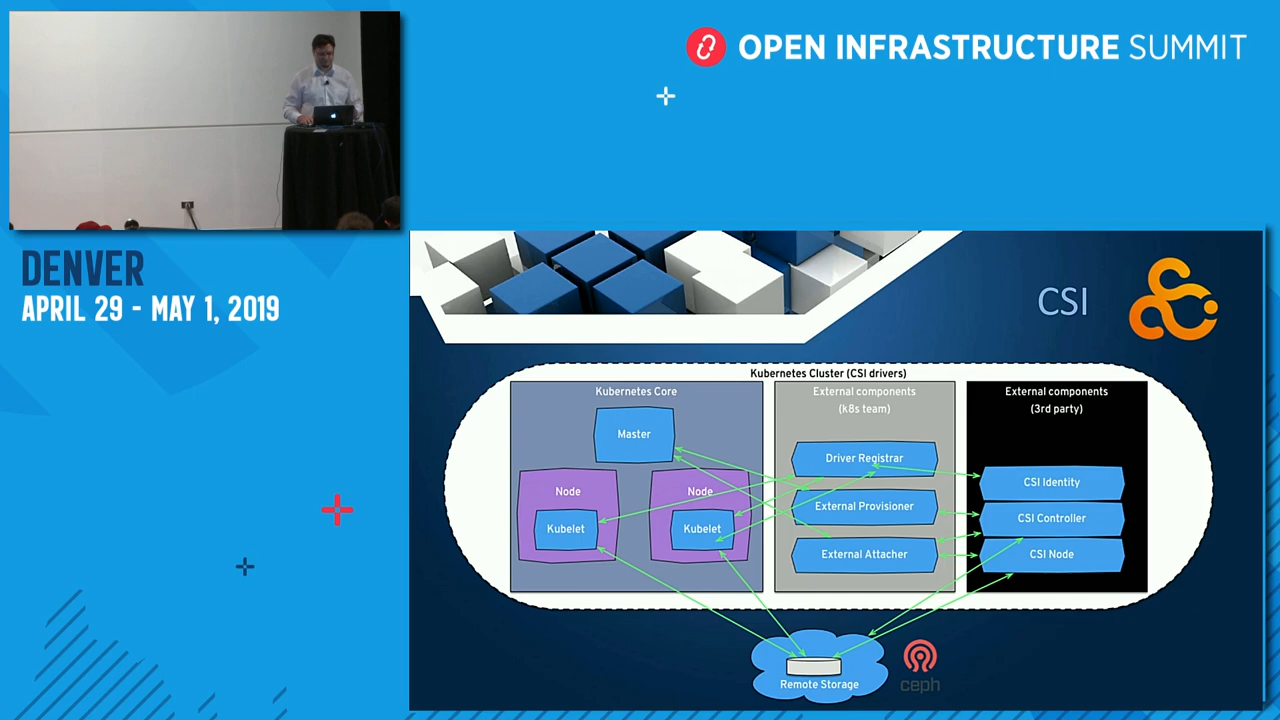 OPEN INFRASTRUCTURE SUMMIT
DENVER
APRIL 29 - MAY 1, 2019
CSI
Kubernetes Cluster (CSI drivers)
Kubernetes Core
Master
Node
Kubelet
Node
Kubelet
External components
(k8s team)
Driver Registrar
External Provisioner
External Attacher
External components
(3rd party)
CSI Identity
CSI Controller
CSI Node
Remote Storage
ceph